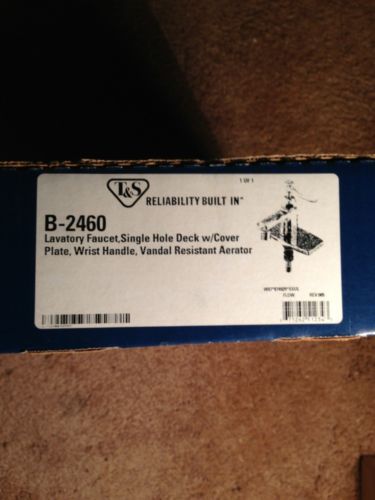 T&S
RELIABILITY BUILT IN™
1 OF 1
B-2460
Lavatory Faucet,Single Hole Deck w/Cover
Plate, Wrist Handle, Vandal Resistant Aerator